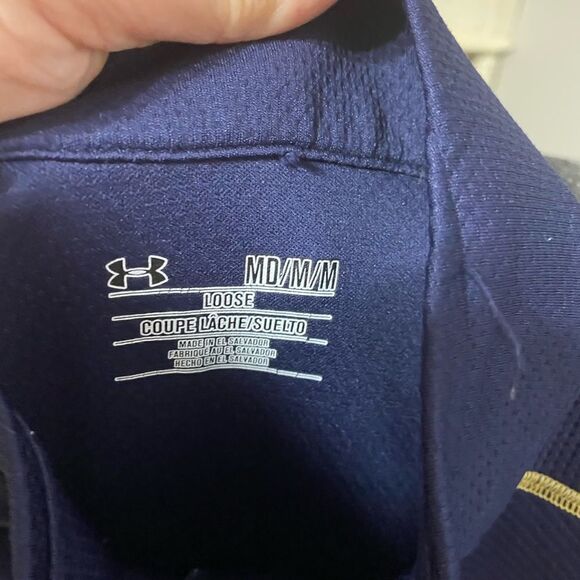 MD/M/M
LOOSE
COUPE LÂCHE/SUELTO
MADE IN EL SALVADOR
FABRIQUÉ AU EL SALVADOR
HECHO EN EL SALVADOR